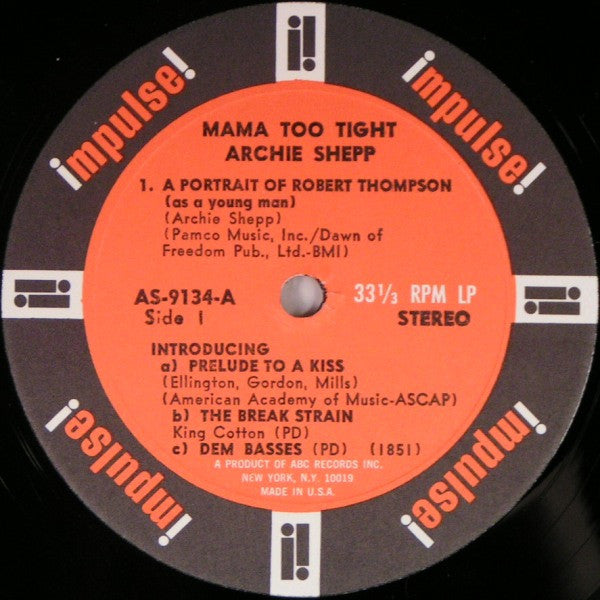 impulse!
impulse!
MAMA TOO TIGHT
ARCHIE SHEPP
1. A PORTRAIT OF ROBERT THOMPSON
(as a young man)
(Archie Shepp)
(Pamco Music, Inc./Dawn of
Freedom Pub., Ltd.-BMI)
AS-9134-A
33⅓ RPM LP
Side 1
STEREO
INTRODUCING
a) PRELUDE TO A KISS
(Ellington, Gordon, Mills)
(American Academy of Music-ASCAP)
b) THE BREAK STRAIN
King Cotton (PD)
c) DEM BASSES (PD) (1851)
A PRODUCT OF ABC RECORDS INC.
NEW YORK, N.Y. 10019
MADE IN U.S.A.
impulse!
impulse!